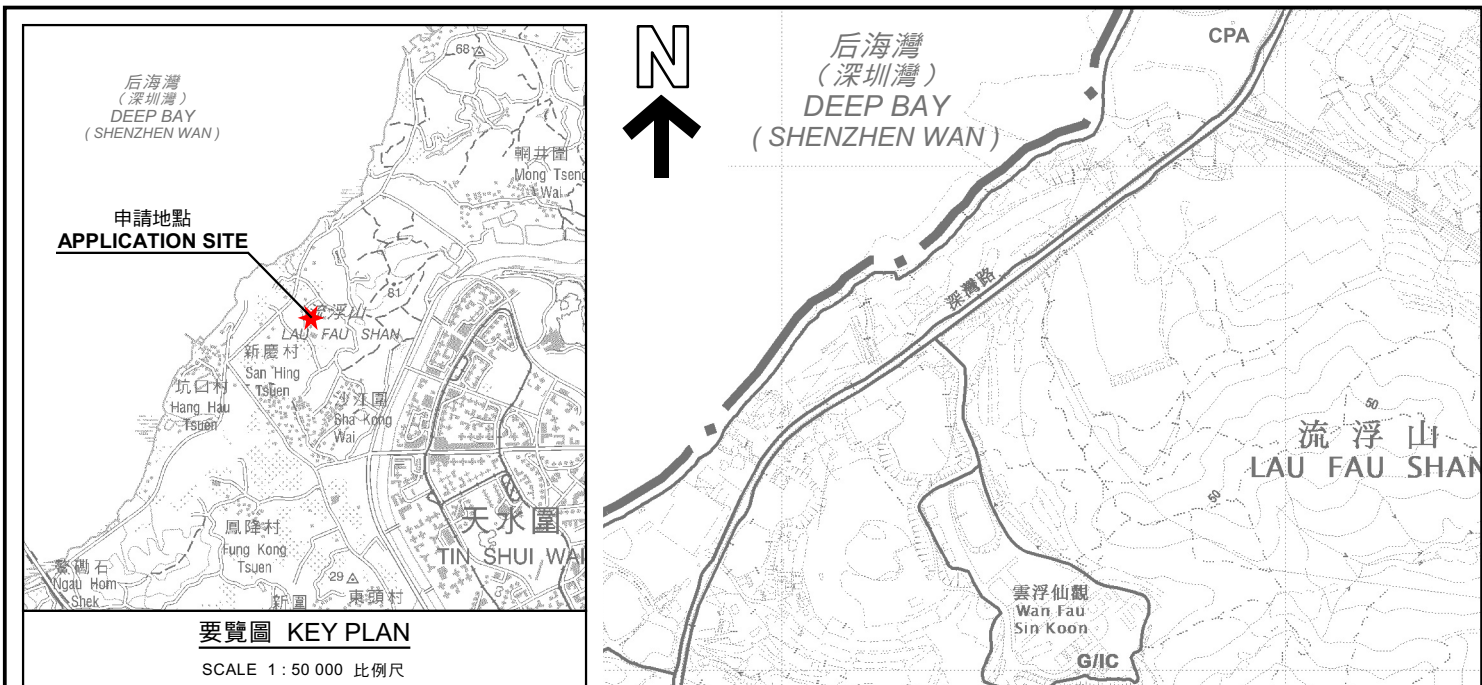 后海灣
(深圳灣)
DEEP BAY
( SHENZHEN WAN )
68
輞井圍
Mong Tseng
Wai
申請地點
APPLICATION SITE
81
流浮山
LAU FAU SHAN
新慶村
San Hing
Tsuen
坑口村
Hang Hau
Tsuen
沙江圍
Sha Kong
Wai
天水圍
TIN SHUI WAI
鳳降村
Fung Kong
Tsuen
鰲磡石
Ngau Hom
Shek
29
新圍
東頭村
要覽圖 KEY PLAN
SCALE 1 : 50 000 比例尺
N
后海灣
(深圳灣)
DEEP BAY
( SHENZHEN WAN )
CPA
深灣路
50
流浮山
LAU FAU SHAN
50
雲浮仙觀
Wan Fau
Sin Koon
G/IC